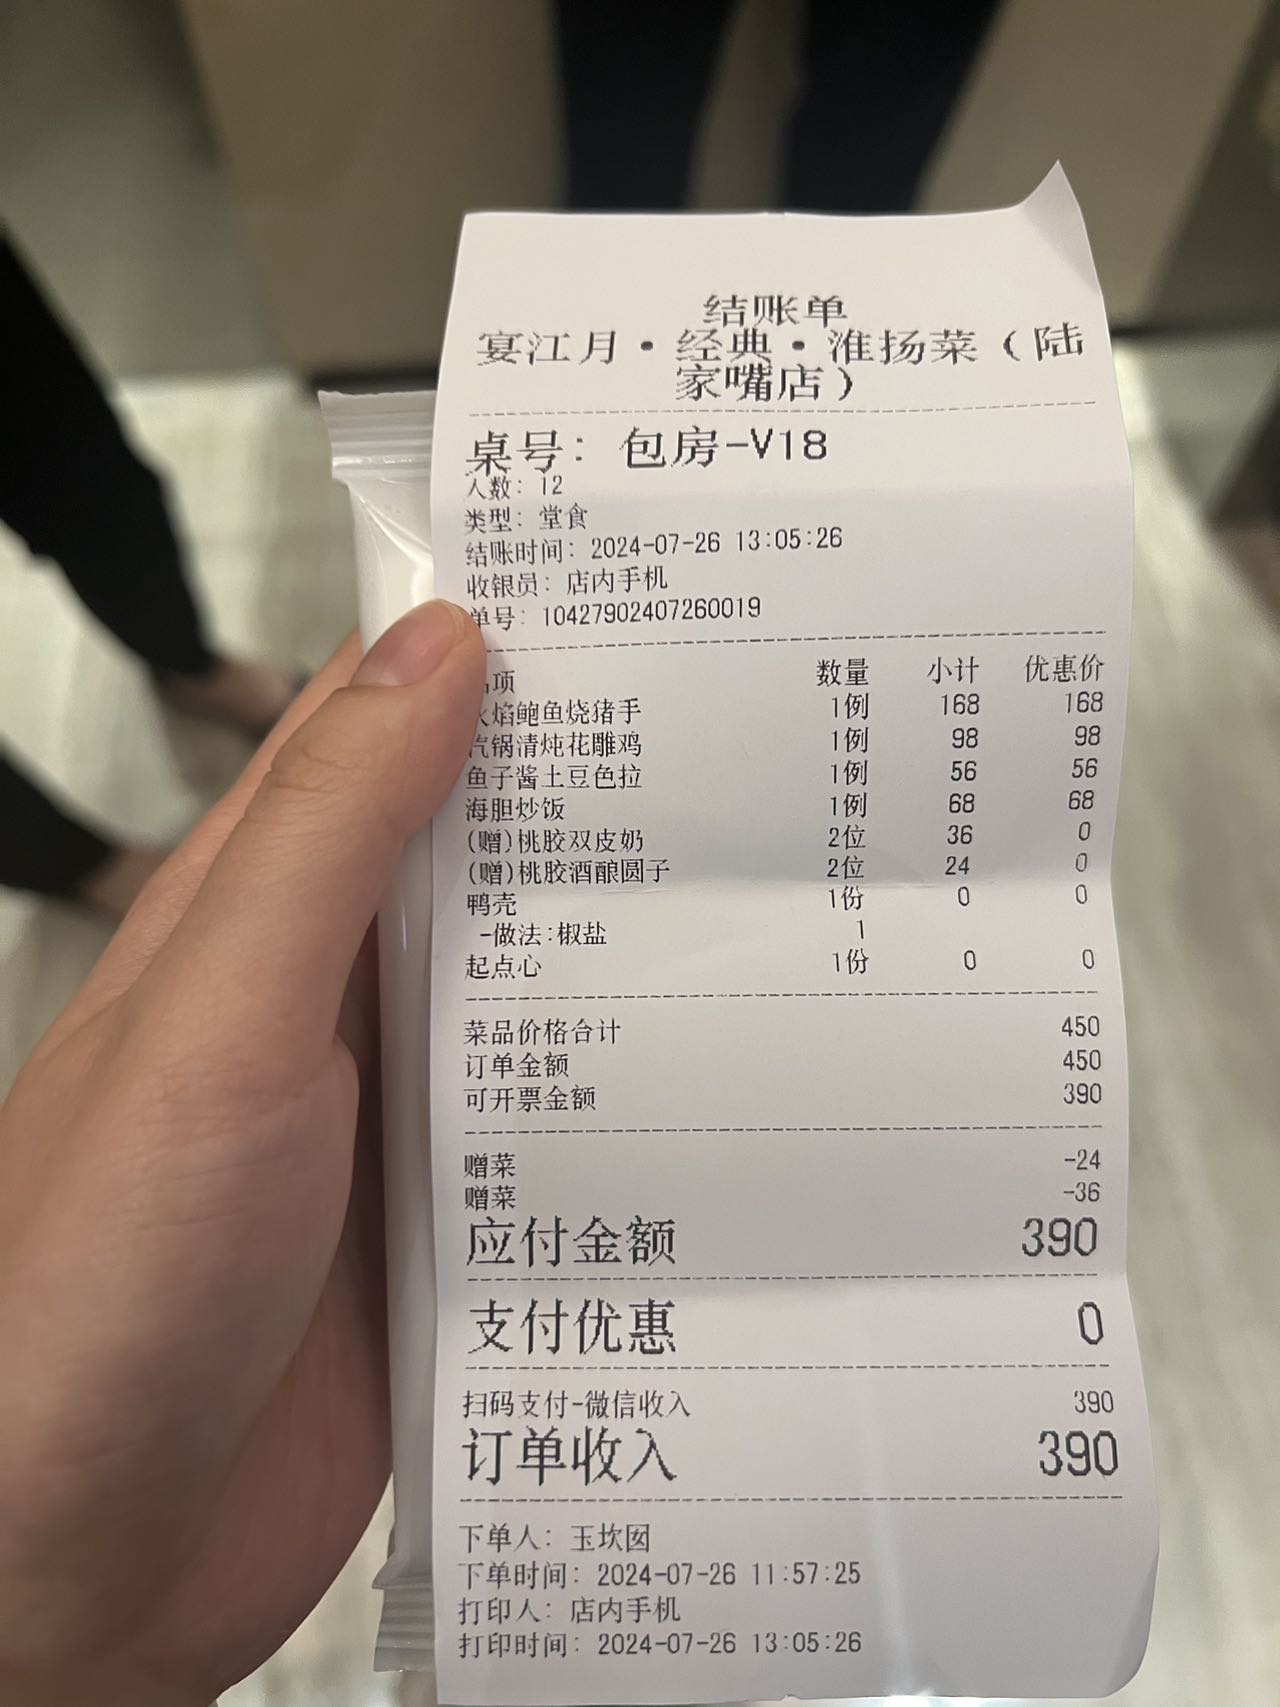 结账单
宴江月·经典·淮扬菜(陆
家嘴店)
桌号: 包房-V18
人数: 12
类型: 堂食
结账时间: 2024-07-26 13:05:26
收银员: 店内手机
单号: 10427902407260019
品项 数量 小计 优惠价
火焰鲍鱼烧猪手 1例 168 168
汽锅清炖花雕鸡 1例 98 98
鱼子酱土豆色拉 1例 56 56
海胆炒饭 1例 68 68
(赠)桃胶双皮奶 2位 36 0
(赠)桃胶酒酿圆子 2位 24 0
鸭壳 1份 0 0
-做法:椒盐 1
起点心 1份 0 0
菜品价格合计 450
订单金额 450
可开票金额 390
赠菜 -24
赠菜 -36
应付金额 390
支付优惠 0
扫码支付-微信收入 390
订单收入 390
下单人: 玉坎囡
下单时间: 2024-07-26 11:57:25
打印人: 店内手机
打印时间: 2024-07-26 13:05:26